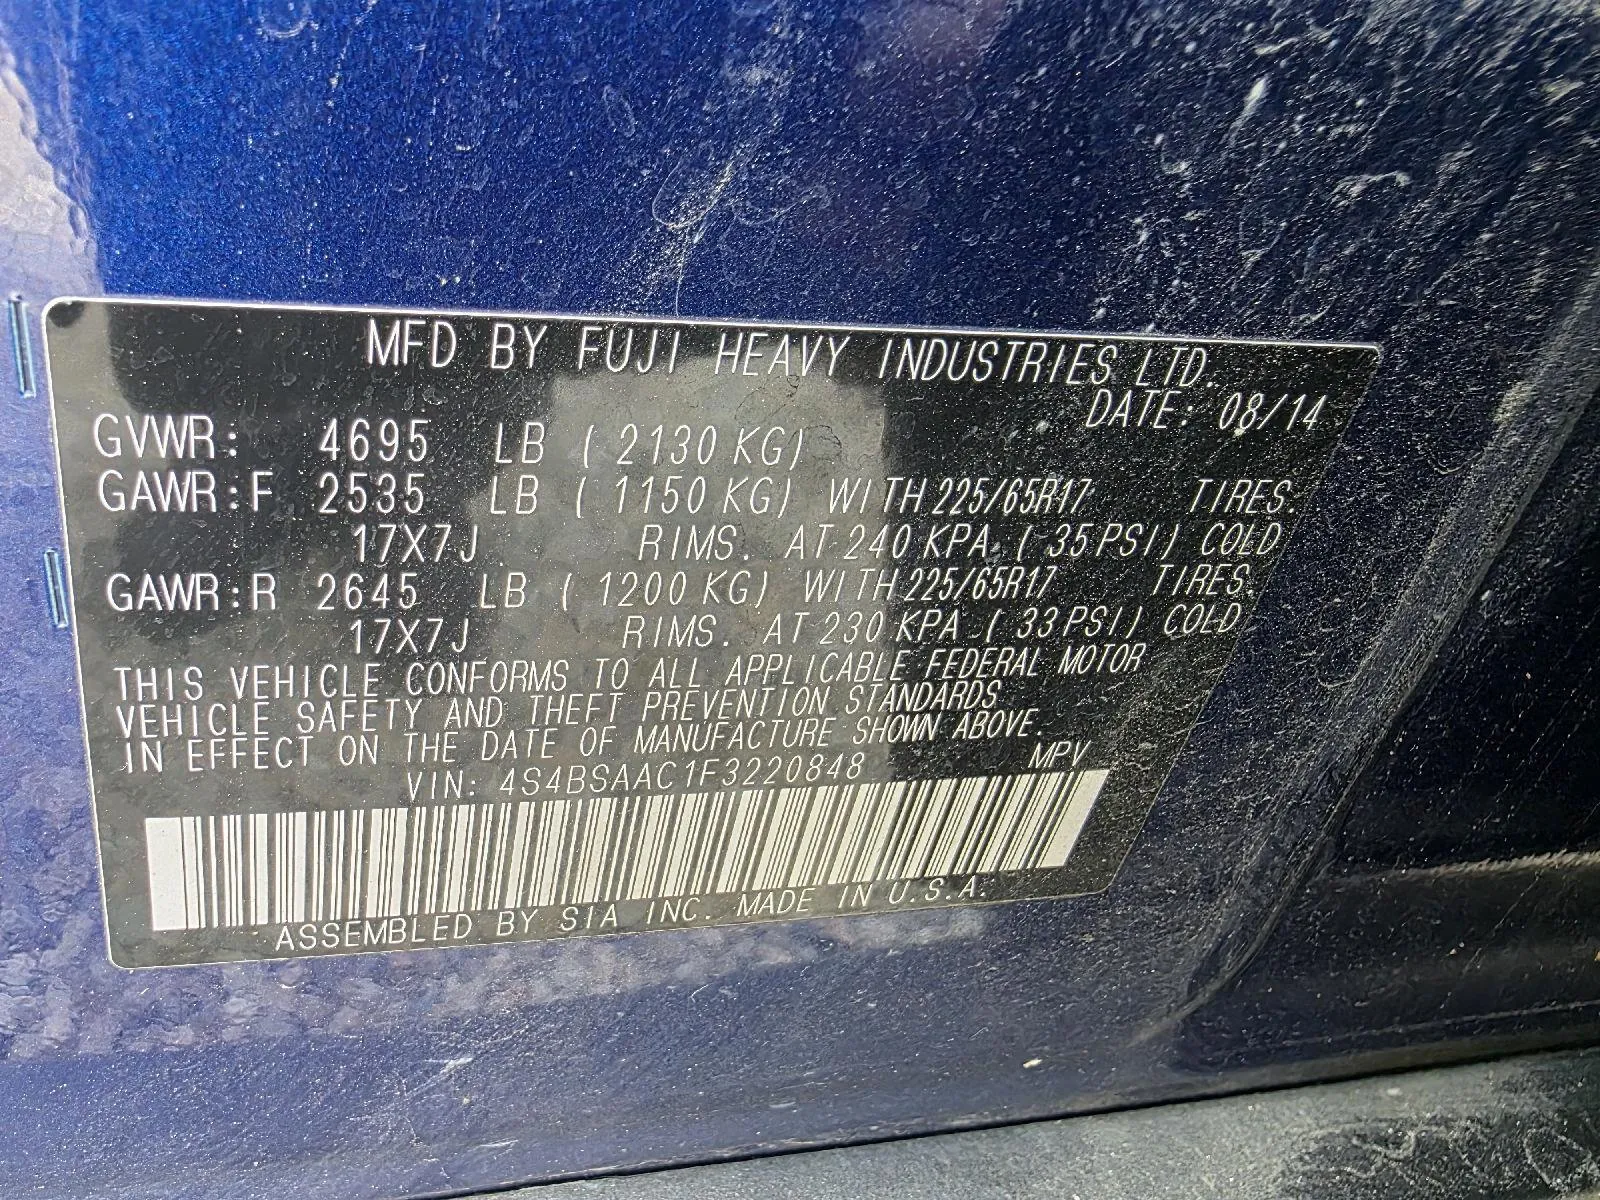 MFD BY FUJI HEAVY INDUSTRIES LTD.
DATE: 08/14
GVWR: 4695 LB ( 2130 KG)
GAWR:F 2535 LB ( 1150 KG) WITH 225/65R17 TIRES.
17X7J RIMS. AT 240 KPA ( 35 PSI) COLD
GAWR:R 2645 LB ( 1200 KG) WITH 225/65R17 TIRES.
17X7J RIMS. AT 230 KPA ( 33 PSI) COLD
THIS VEHICLE CONFORMS TO ALL APPLICABLE FEDERAL MOTOR
VEHICLE SAFETY AND THEFT PREVENTION STANDARDS
IN EFFECT ON THE DATE OF MANUFACTURE SHOWN ABOVE.
VIN: 4S4BSAAC1F3220848 MPV
ASSEMBLED BY SIA INC. MADE IN U.S.A.